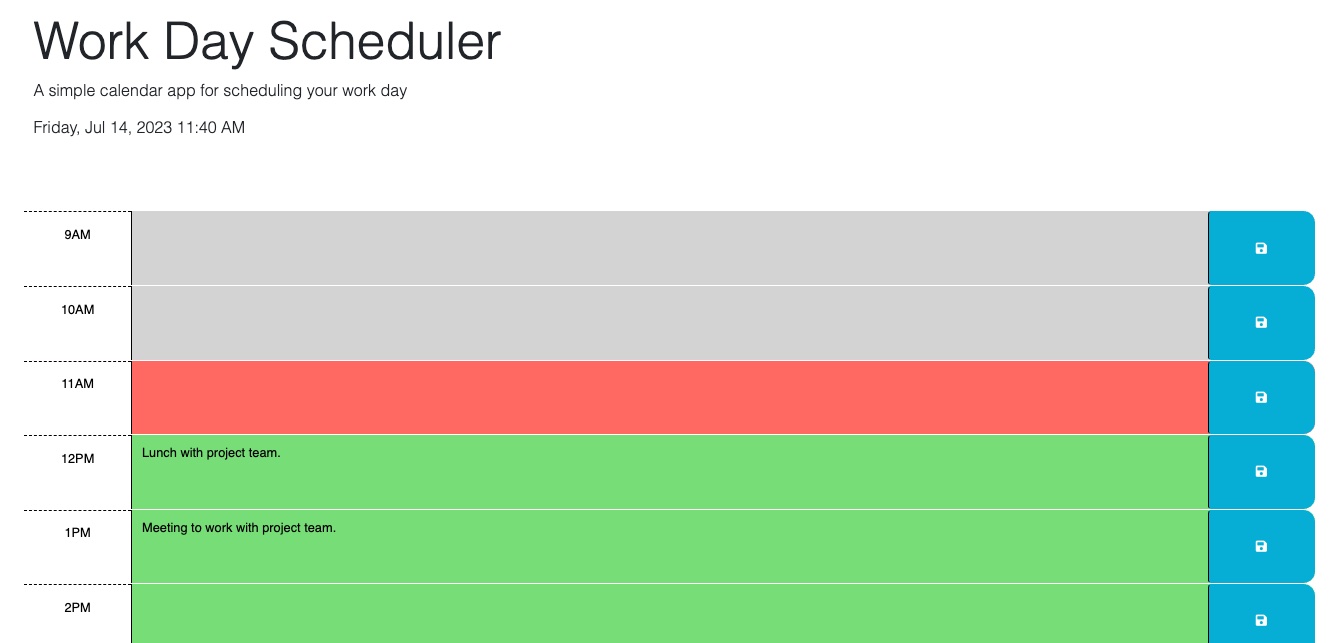 Work Day Scheduler
A simple calendar app for scheduling your work day
Friday, Jul 14, 2023 11:40 AM
9AM
10AM
11AM
12PM Lunch with project team.
1PM Meeting to work with project team.
2PM